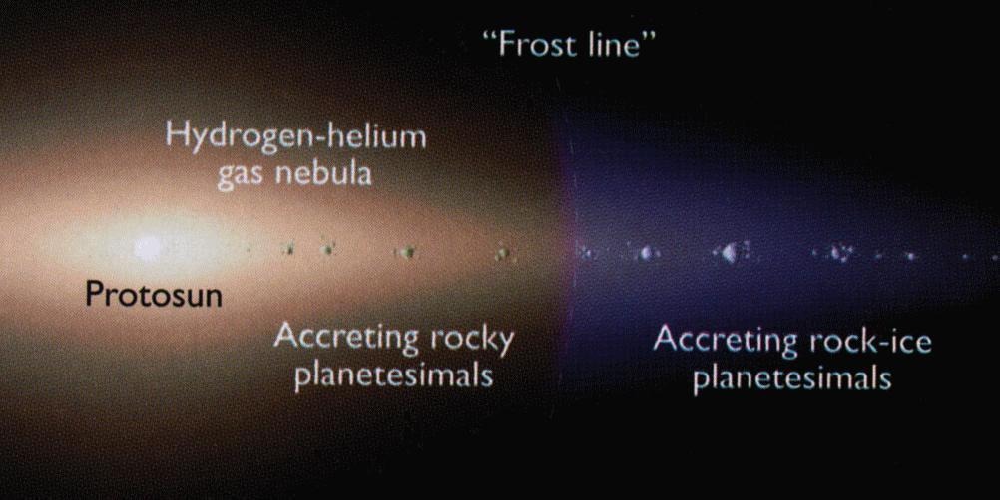 “Frost line”
Hydrogen-helium
gas nebula
Protosun
Accreting rocky
planetesimals
Accreting rock-ice
planetesimals